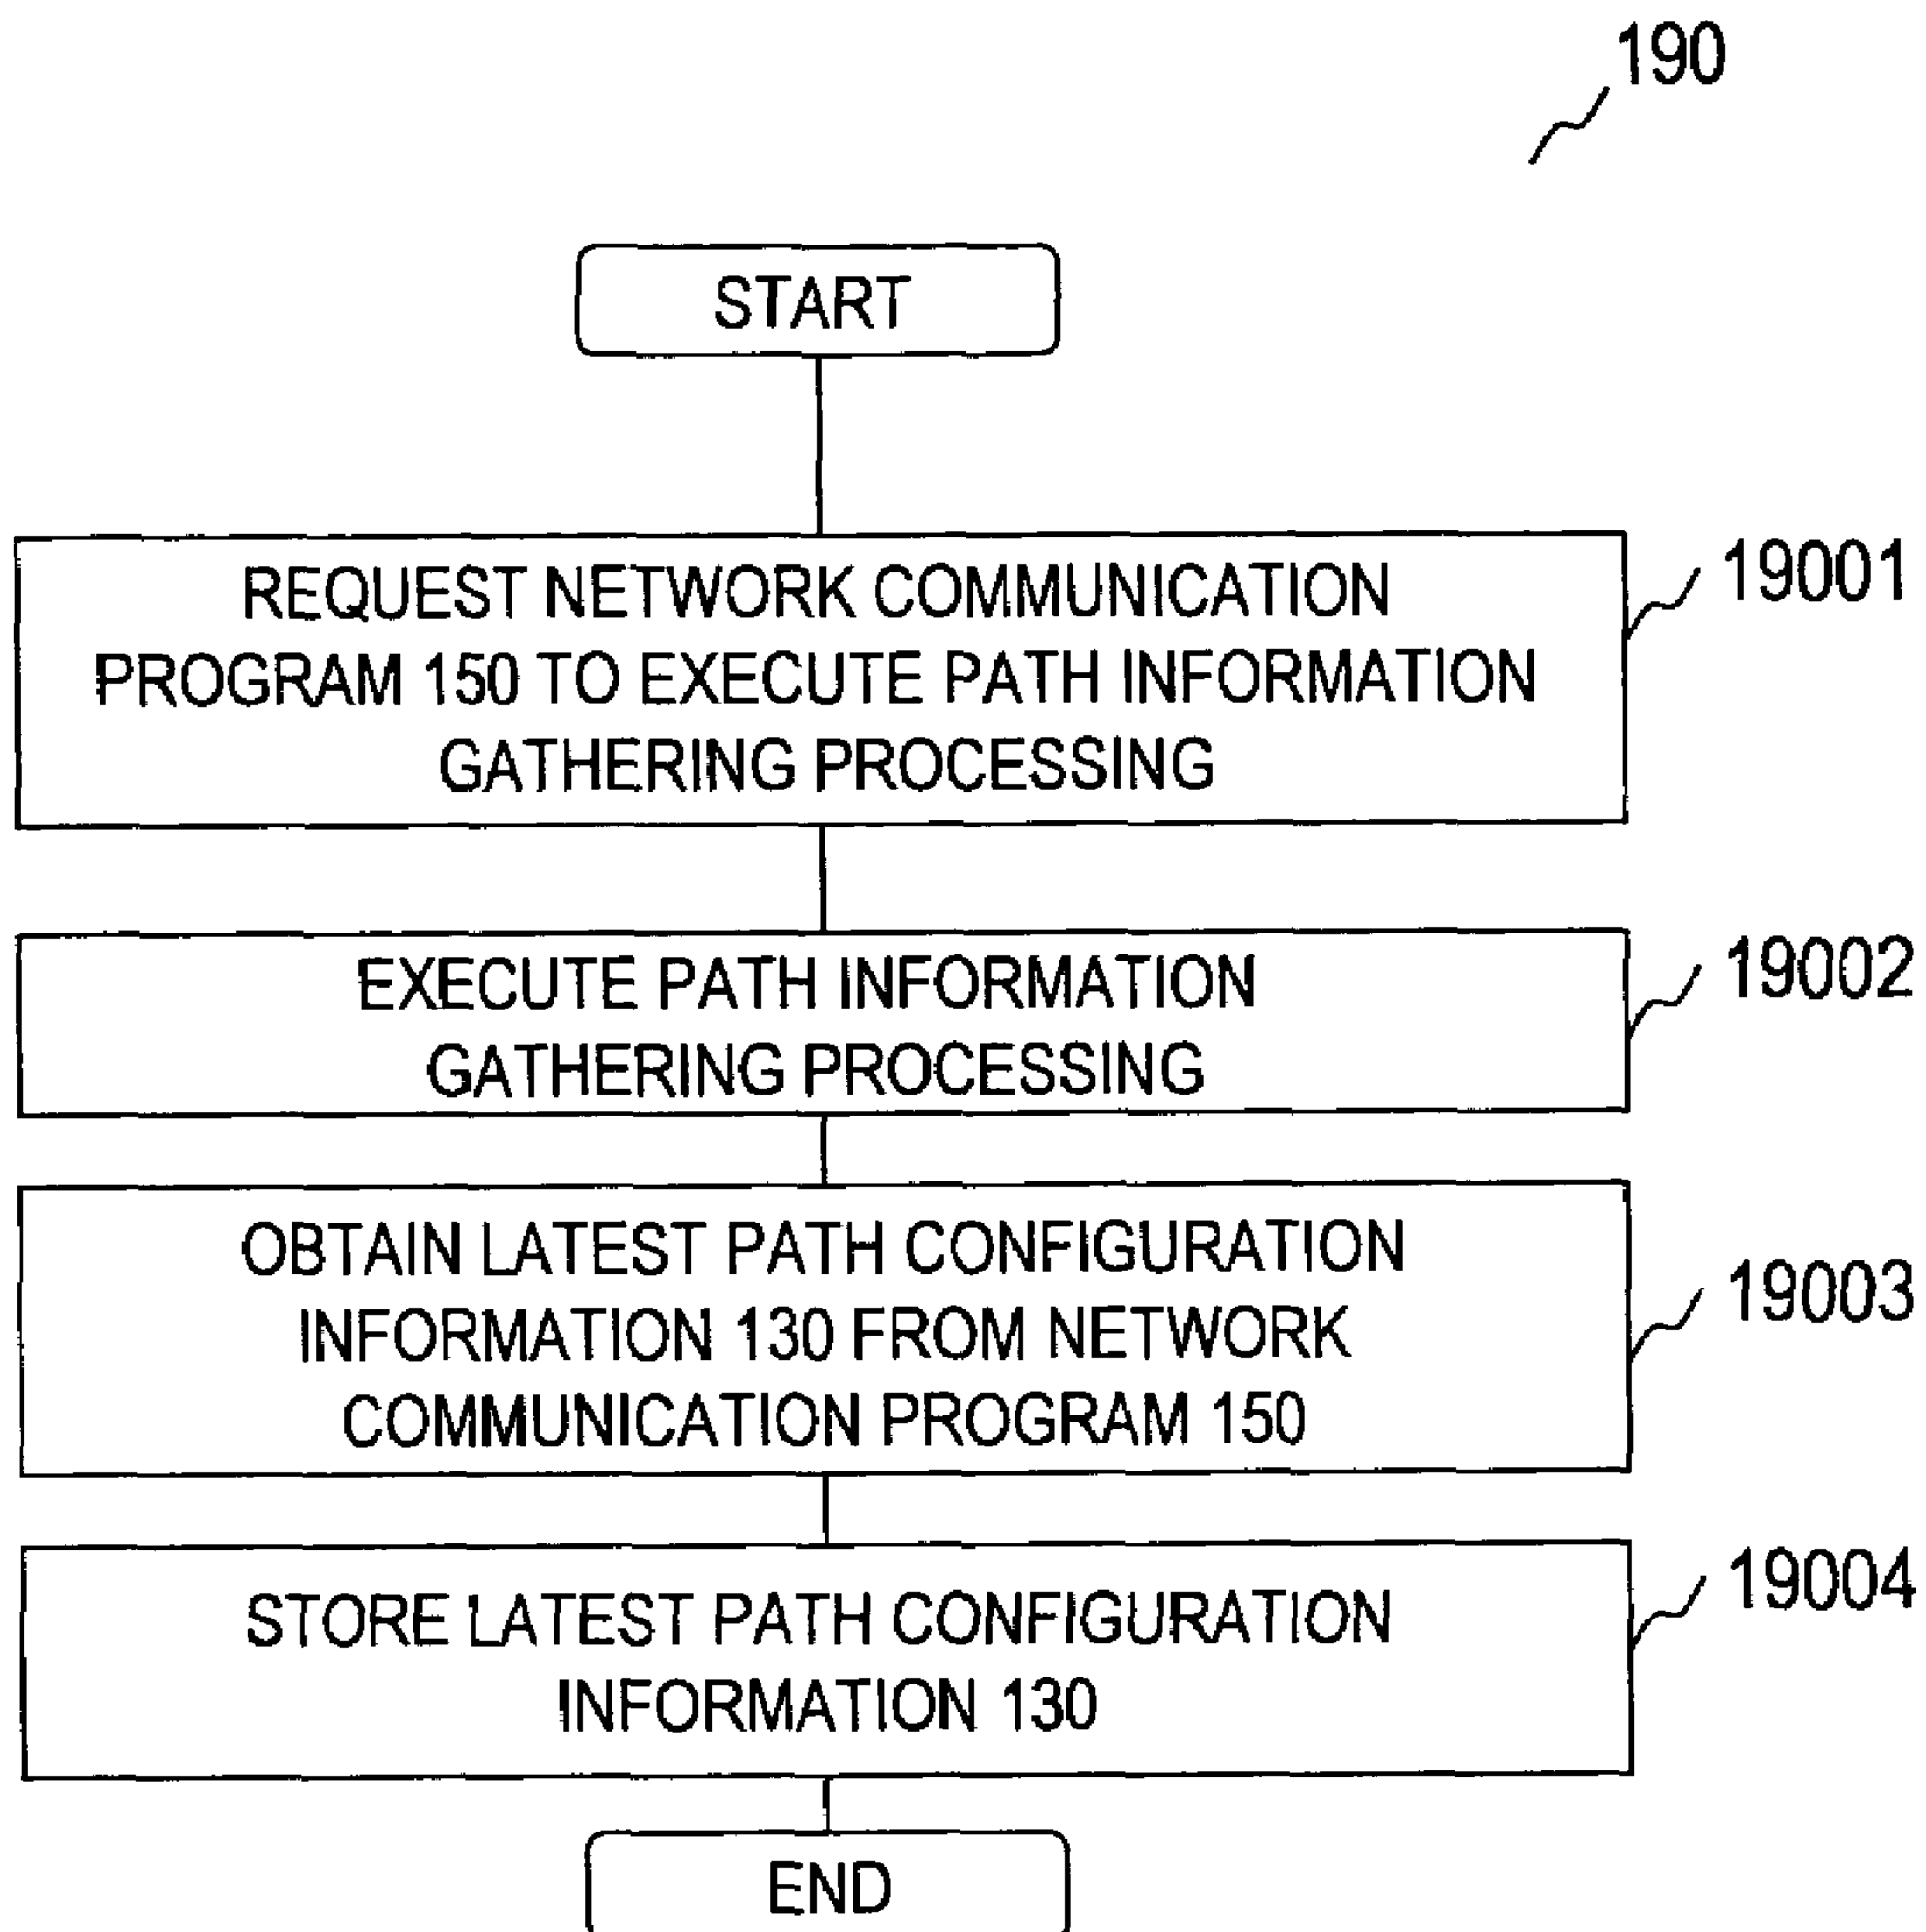 190
START
REQUEST NETWORK COMMUNICATION
PROGRAM 150 TO EXECUTE PATH INFORMATION
GATHERING PROCESSING
19001
EXECUTE PATH INFORMATION
GATHERING PROCESSING
19002
OBTAIN LATEST PATH CONFIGURATION
INFORMATION 130 FROM NETWORK
COMMUNICATION PROGRAM 150
19003
STORE LATEST PATH CONFIGURATION
INFORMATION 130
19004
END